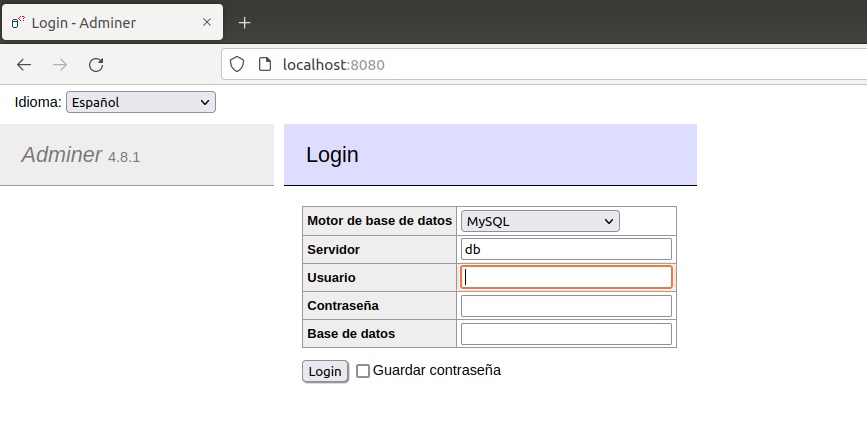 Login - Adminer
localhost:8080
Idioma: Español
Adminer 4.8.1
Login
Motor de base de datos MySQL
Servidor db
Usuario
Contraseña
Base de datos
Login Guardar contraseña